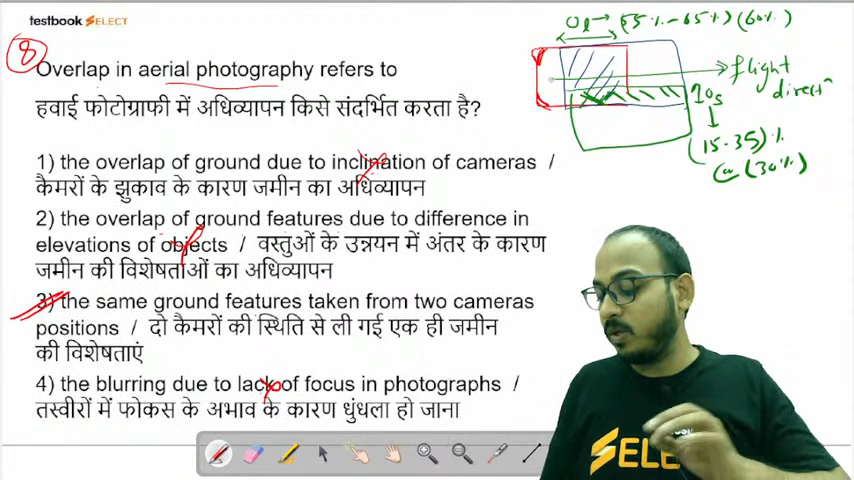 testbook SELECT
8
Overlap in aerial photography refers to
हवाई फोटोग्राफी में अधिव्यापन किसे संदर्भित करता है?
1) the overlap of ground due to inclination of cameras /
कैमरों के झुकाव के कारण जमीन का अधिव्यापन
2) the overlap of ground features due to difference in
elevations of objects / वस्तुओं के उन्नयन में अंतर के कारण
जमीन की विशेषताओं का अधिव्यापन
3) the same ground features taken from two cameras
positions / दो कैमरों की स्थिति से ली गई एक ही जमीन
की विशेषताएं
4) the blurring due to lack of focus in photographs /
तस्वीरों में फोकस के अभाव के कारण धुंधला हो जाना
(55%-65%) (60%)
flight
(15-35)%
(30%)
SELE